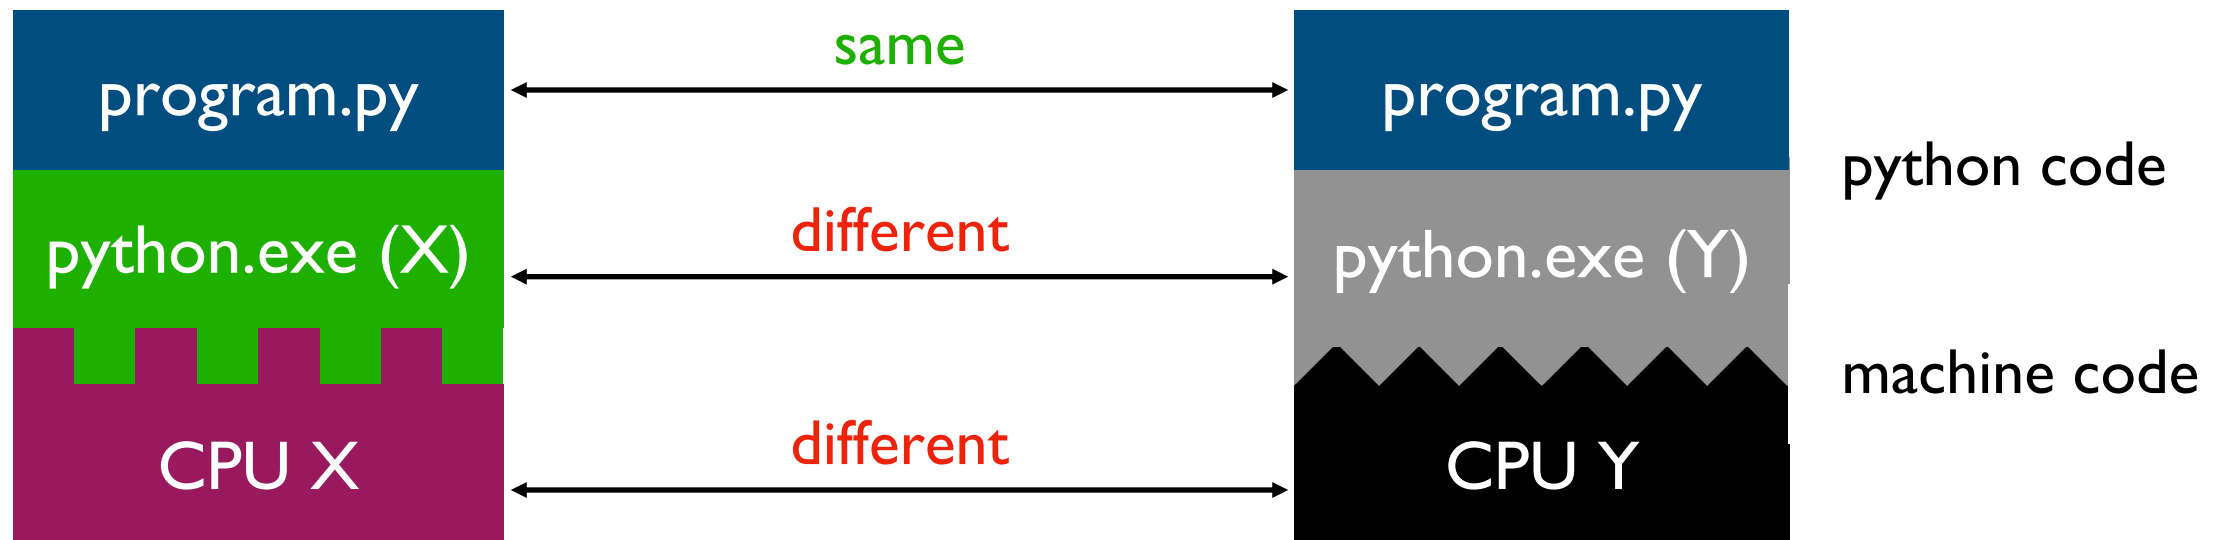 same
program.py
program.py
python code
different
python.exe (X)
python.exe (Y)
machine code
different
CPU X
CPU Y